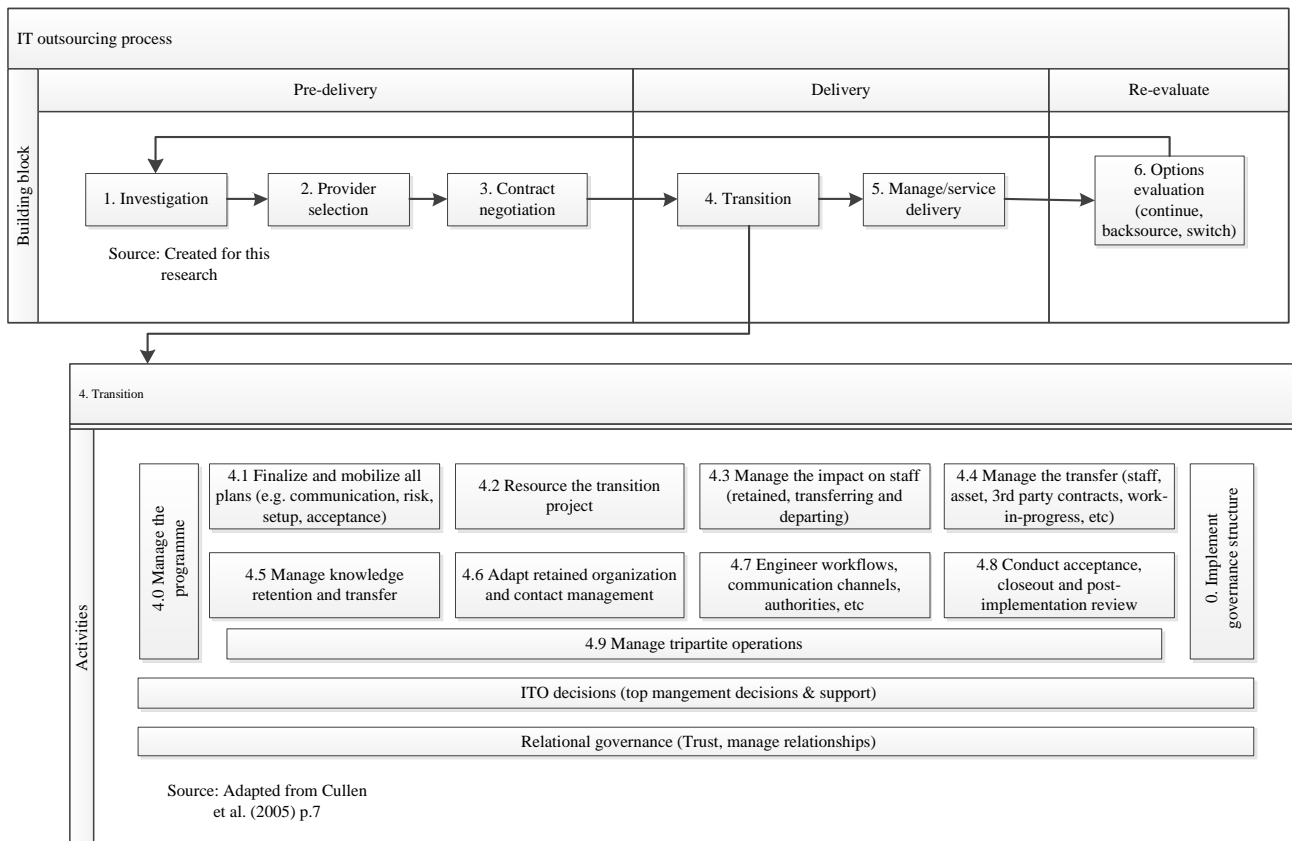 IT outsourcing process
Building block
Pre-delivery
Delivery
Re-evaluate
1. Investigation
2. Provider
selection
3. Contract
negotiation
4. Transition
5. Manage/service
delivery
6. Options
evaluation
(continue,
backsource, switch)
Source: Created for this
research
4. Transition
Activities
4.0 Manage the
programme
4.1 Finalize and mobilize all
plans (e.g. communication, risk,
setup, acceptance)
4.2 Resource the transition
project
4.3 Manage the impact on staff
(retained, transferring and
departing)
4.4 Manage the transfer (staff,
asset, 3rd party contracts, work-
in-progress, etc)
4.5 Manage knowledge
retention and transfer
4.6 Adapt retained organization
and contact management
4.7 Engineer workflows,
communication channels,
authorities, etc
4.8 Conduct acceptance,
closeout and post-
implementation review
0. Implement
governance structure
4.9 Manage tripartite operations
ITO decisions (top mangement decisions & support)
Relational governance (Trust, manage relationships)
Source: Adapted from Cullen
et al. (2005) p.7